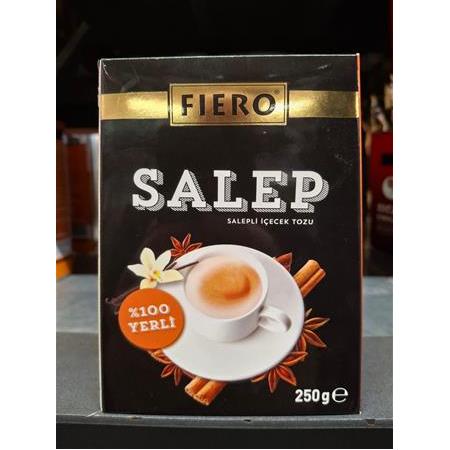 FIERO®
SALEP
SALEPLİ İÇECEK TOZU
%100
YERLİ
250g℮